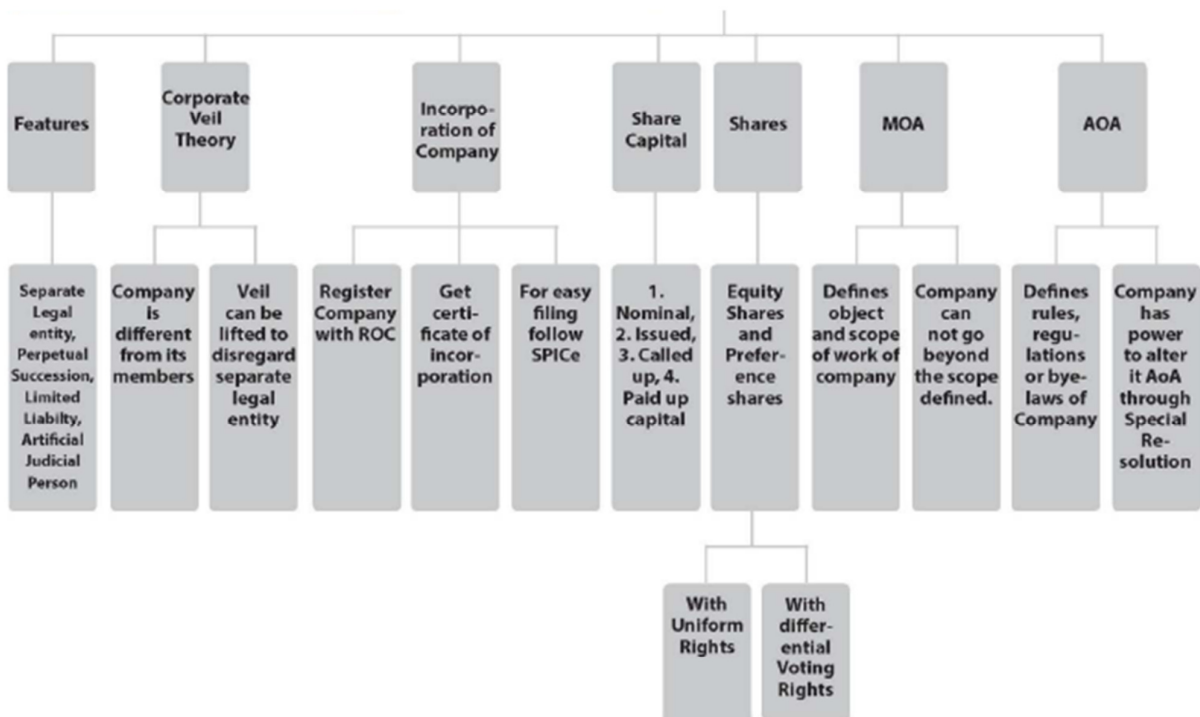 Features
Corporate
Veil
Theory
Incorpo-
ration of
Company
Share
Capital
Shares
MOA
AOA
Separate
Legal
entity,
Perpetual
Succession,
Limited
Liabilty,
Artificial
Judicial
Person
Company
is
different
from its
members
Veil
can be
lifted to
disregard
separate
legal
entity
Register
Company
with ROC
Get
certi-
ficate of
incor-
poration
For easy
filing
follow
SPICe
1.
Nominal,
2. Issued,
3. Called
up, 4.
Paid up
capital
Equity
Shares
and
Prefer-
ence
shares
Defines
object
and scope
of work of
company
Company
can
not go
beyond
the scope
defined.
Defines
rules,
regu-
lations
or bye-
laws of
Company
Company
has
power
to alter
it AoA
through
Special
Re-
solution
With
Uniform
Rights
With
differ-
ential
Voting
Rights